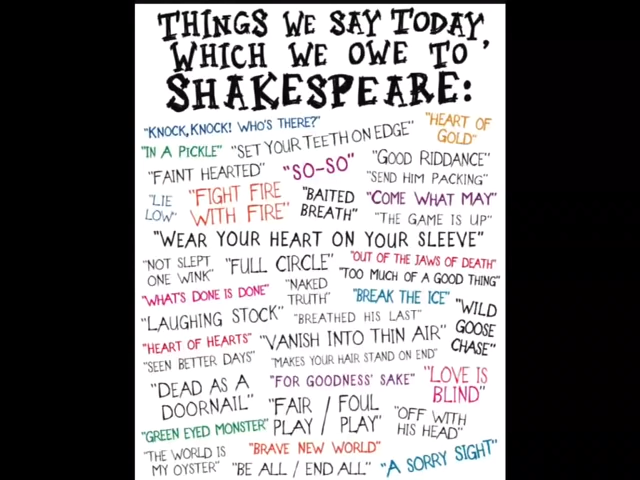 THINGS WE SAY TODAY,
WHICH WE OWE TO
SHAKESPEARE:
"KNOCK, KNOCK! WHO'S THERE?"
"HEART OF
GOLD"
"IN A PICKLE"
"SET YOUR TEETH ON EDGE"
"FAINT HEARTED"
"SO-SO"
"GOOD RIDDANCE"
"SEND HIM PACKING"
"LIE
LOW"
"FIGHT FIRE
WITH FIRE"
"BAITED
BREATH"
"COME WHAT MAY"
"THE GAME IS UP"
"WEAR YOUR HEART ON YOUR SLEEVE"
"NOT SLEPT
ONE WINK"
"FULL CIRCLE"
"OUT OF THE JAWS OF DEATH"
"TOO MUCH OF A GOOD THING"
"WHAT'S DONE IS DONE"
"NAKED
TRUTH"
"BREAK THE ICE"
"WILD
GOOSE
CHASE"
"LAUGHING STOCK"
"BREATHED HIS LAST"
"HEART OF HEARTS"
"VANISH INTO THIN AIR"
"SEEN BETTER DAYS"
"MAKES YOUR HAIR STAND ON END"
"DEAD AS A
DOORNAIL"
"FOR GOODNESS' SAKE"
"LOVE IS
BLIND"
"FAIR / FOUL
PLAY / PLAY"
"OFF WITH
HIS HEAD"
"GREEN EYED MONSTER"
"THE WORLD IS
MY OYSTER"
"BRAVE NEW WORLD"
"BE ALL / END ALL"
"A SORRY SIGHT"